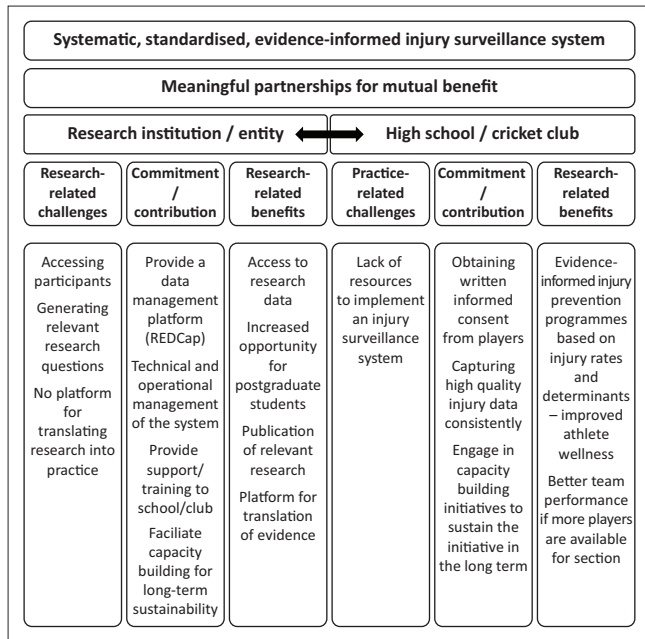 Systematic, standardised, evidence-informed injury surveillance system
Meaningful partnerships for mutual benefit
Research institution / entity
High school / cricket club
Research-
related
challenges
Commitment
/
contribution
Research-
related
benefits
Practice-
related
challenges
Commitment
/
contribution
Research-
related
benefits
Accessing
participants
Generating
relevant
research
questions
No platform
for
translating
research into
practice
Provide a
data
management
platform
(REDCap)
Technical and
operational
management
of the system
Provide
support/
training to
school/club
Faciliate
capacity
building for
long-term
sustainability
Access to
research
data
Increased
opportunity
for
postgraduate
students
Publication
of relevant
research
Platform for
translation
of evidence
Lack of
resources
to implement
an injury
surveillance
system
Obtaining
written
informed
consent
from players
Capturing
high quality
injury data
consistently
Engage in
capacity
building
initiatives to
sustain the
initiative in
the long term
Evidence-
informed injury
prevention
programmes
based on
injury rates
and
determinants
– improved
athlete
wellness
Better team
performance
if more players
are available
for section